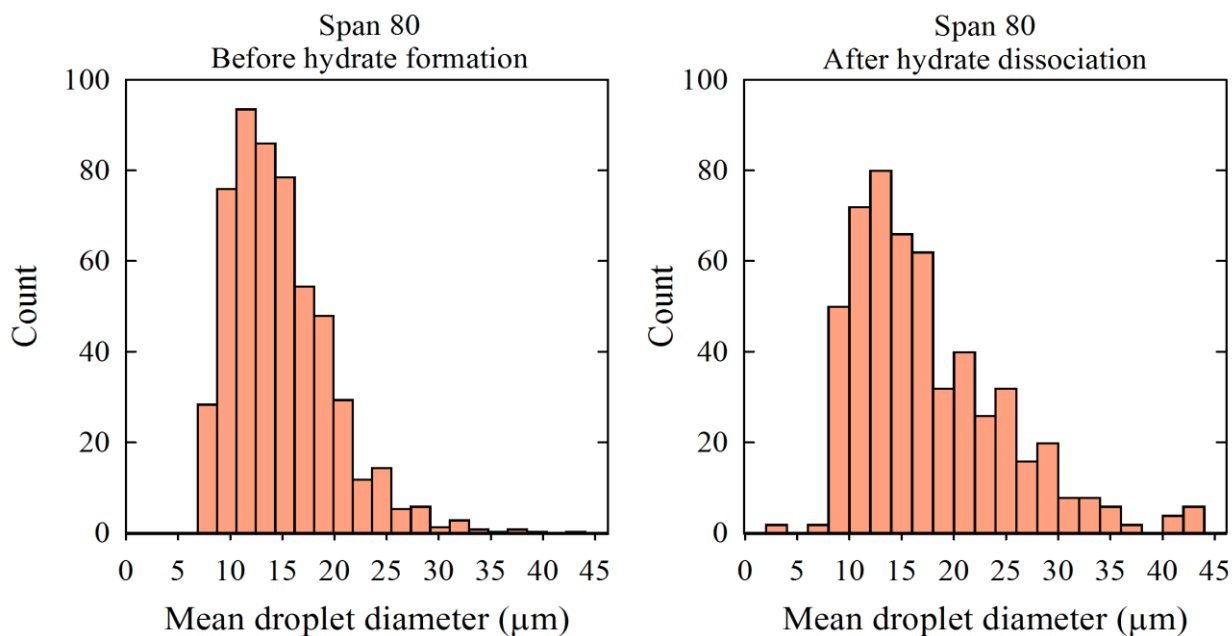 Span 80
Before hydrate formation
100
80
60
40
20
0
Count
0 5 10 15 20 25 30 35 40 45
Mean droplet diameter (μm)
Span 80
After hydrate dissociation
100
80
60
40
20
0
Count
0 5 10 15 20 25 30 35 40 45
Mean droplet diameter (μm)